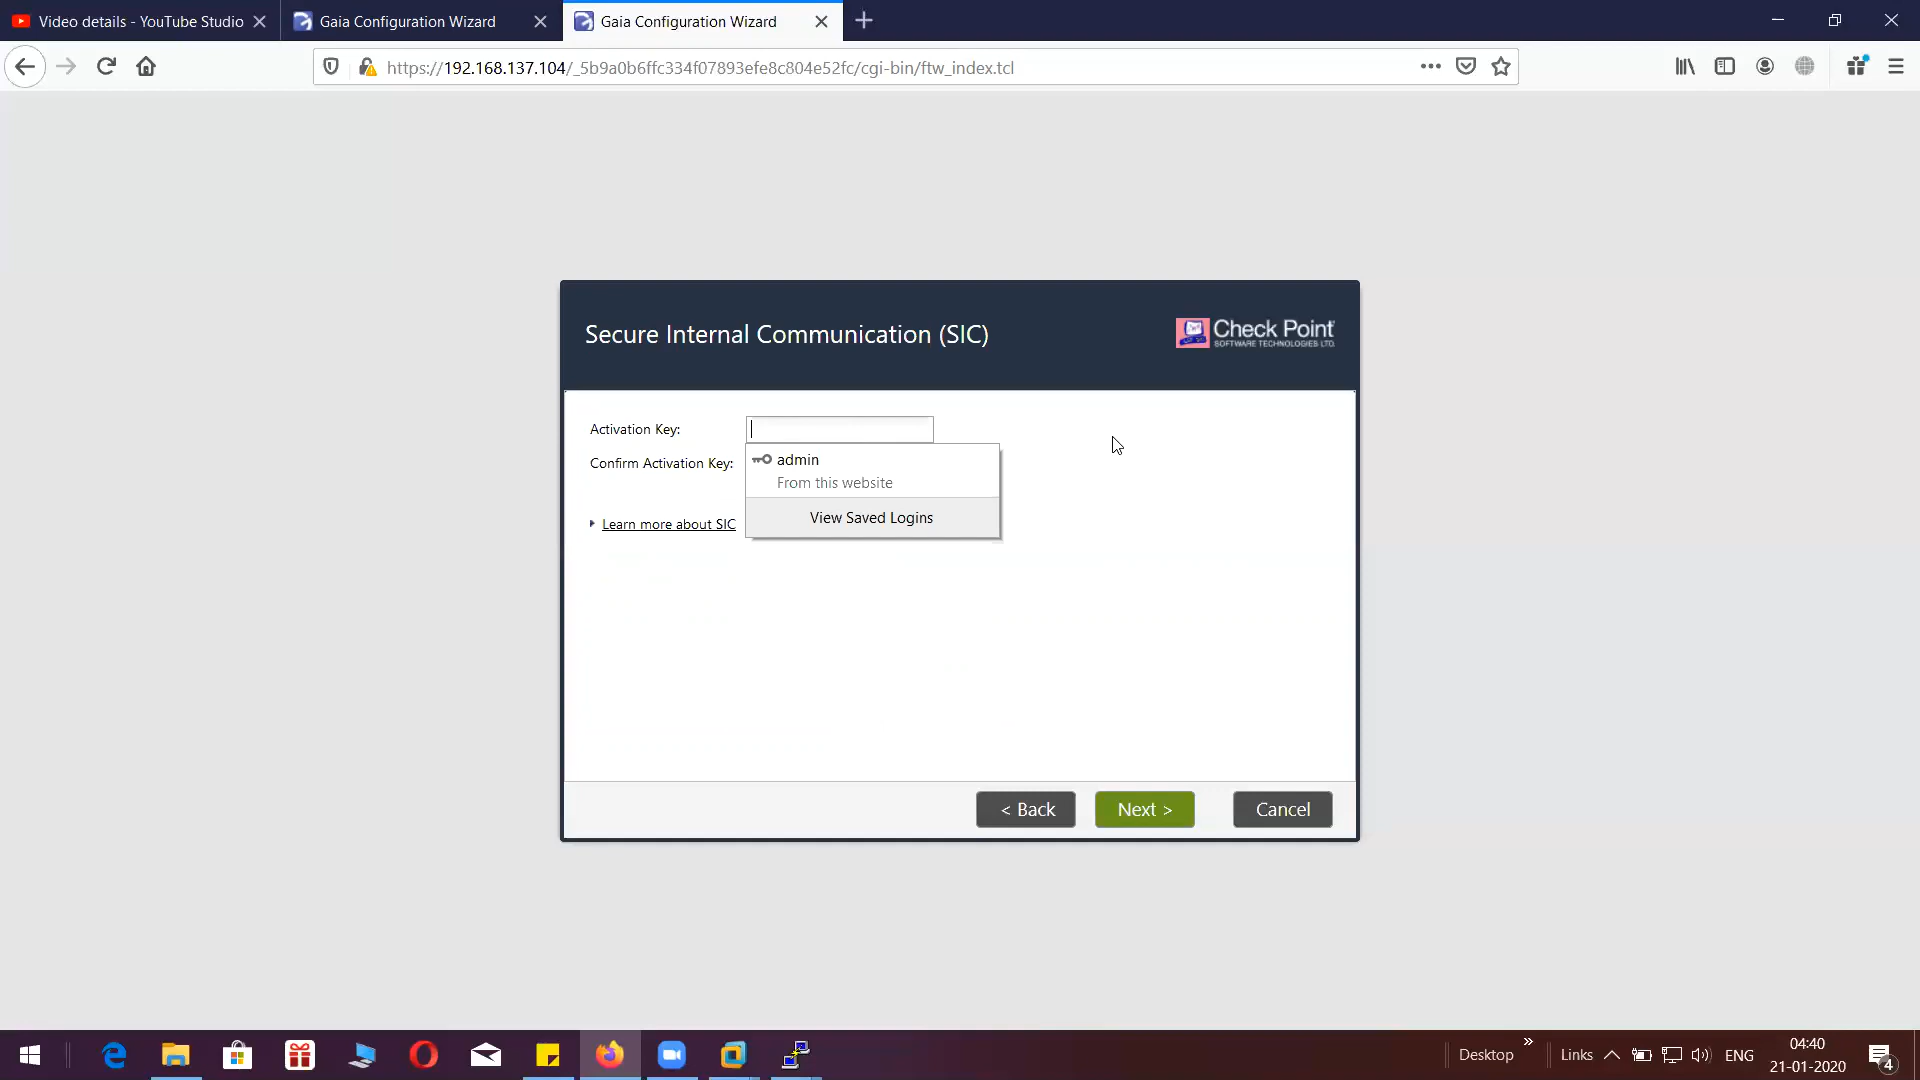 Video details - YouTube Studio
Gaia Configuration Wizard
Gaia Configuration Wizard
https://192.168.137.104/_5b9a0b6ffc334f07893efe8c804e52fc/cgi-bin/ftw_index.tcl
Secure Internal Communication (SIC)
Check Point
SOFTWARE TECHNOLOGIES LTD.
Activation Key:
admin
From this website
Confirm Activation Key:
View Saved Logins
Learn more about SIC
< Back
Next >
Cancel
Desktop
»
Links
ENG
04:40
21-01-2020
4